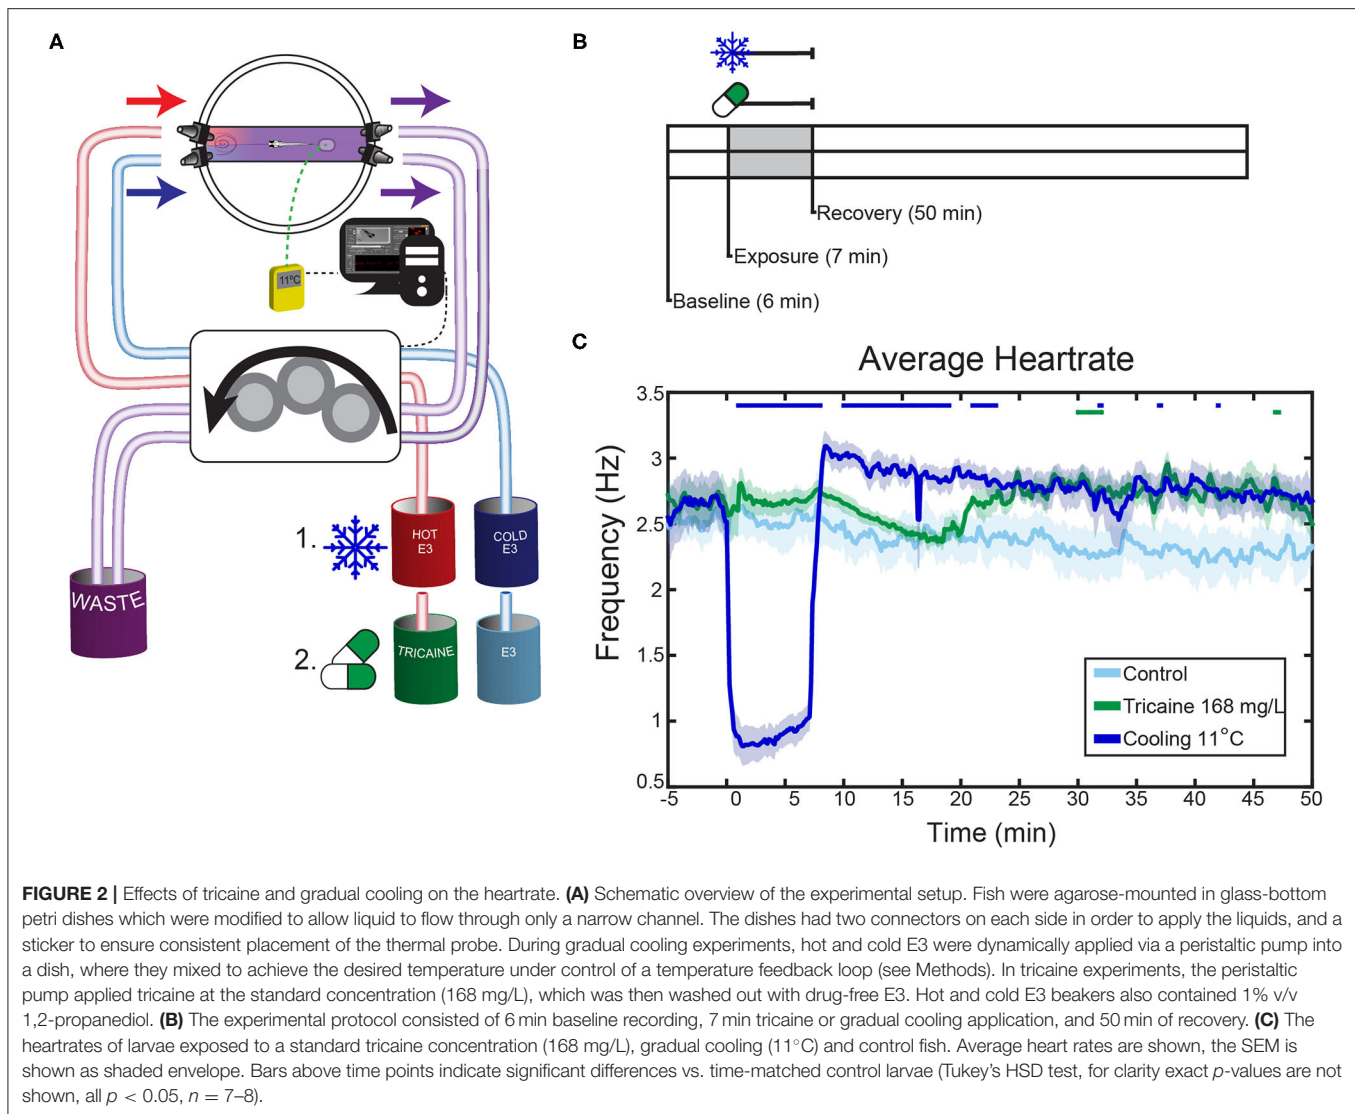 A
11°C
1.
HOT
E3
COLD
E3
WASTE
2.
TRICAINE
E3
B
Recovery (50 min)
Exposure (7 min)
Baseline (6 min)
C
Average Heartrate
Frequency (Hz)
3.5
3
2.5
2
1.5
1
0.5
-5
0
5
10
15
20
25
30
35
40
45
50
Time (min)
Control
Tricaine 168 mg/L
Cooling 11°C
FIGURE 2 | Effects of tricaine and gradual cooling on the heartrate. (A) Schematic overview of the experimental setup. Fish were agarose-mounted in glass-bottom
petri dishes which were modified to allow liquid to flow through only a narrow channel. The dishes had two connectors on each side in order to apply the liquids, and a
sticker to ensure consistent placement of the thermal probe. During gradual cooling experiments, hot and cold E3 were dynamically applied via a peristaltic pump into
a dish, where they mixed to achieve the desired temperature under control of a temperature feedback loop (see Methods). In tricaine experiments, the peristaltic
pump applied tricaine at the standard concentration (168 mg/L), which was then washed out with drug-free E3. Hot and cold E3 beakers also contained 1% v/v
1,2-propanediol. (B) The experimental protocol consisted of 6 min baseline recording, 7 min tricaine or gradual cooling application, and 50 min of recovery. (C) The
heartrates of larvae exposed to a standard tricaine concentration (168 mg/L), gradual cooling (11°C) and control fish. Average heart rates are shown, the SEM is
shown as shaded envelope. Bars above time points indicate significant differences vs. time-matched control larvae (Tukey's HSD test, for clarity exact p-values are not
shown, all p < 0.05, n = 7–8).